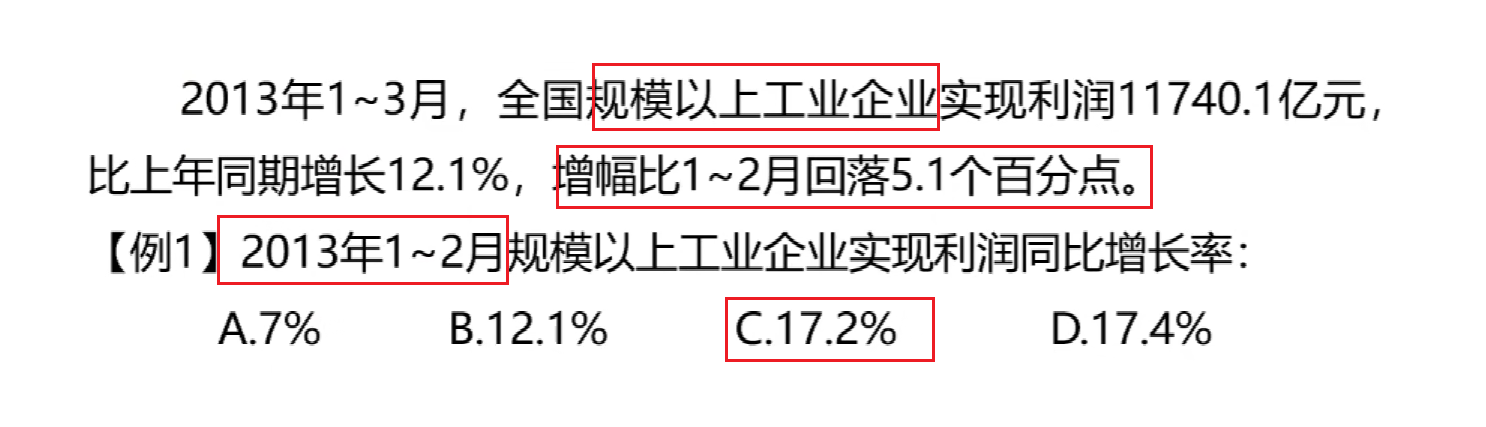 2013年1~3月，全国规模以上工业企业实现利润11740.1亿元，
比上年同期增长12.1%，增幅比1~2月回落5.1个百分点。
【例1】2013年1~2月规模以上工业企业实现利润同比增长率：
A.7% B.12.1% C.17.2% D.17.4%